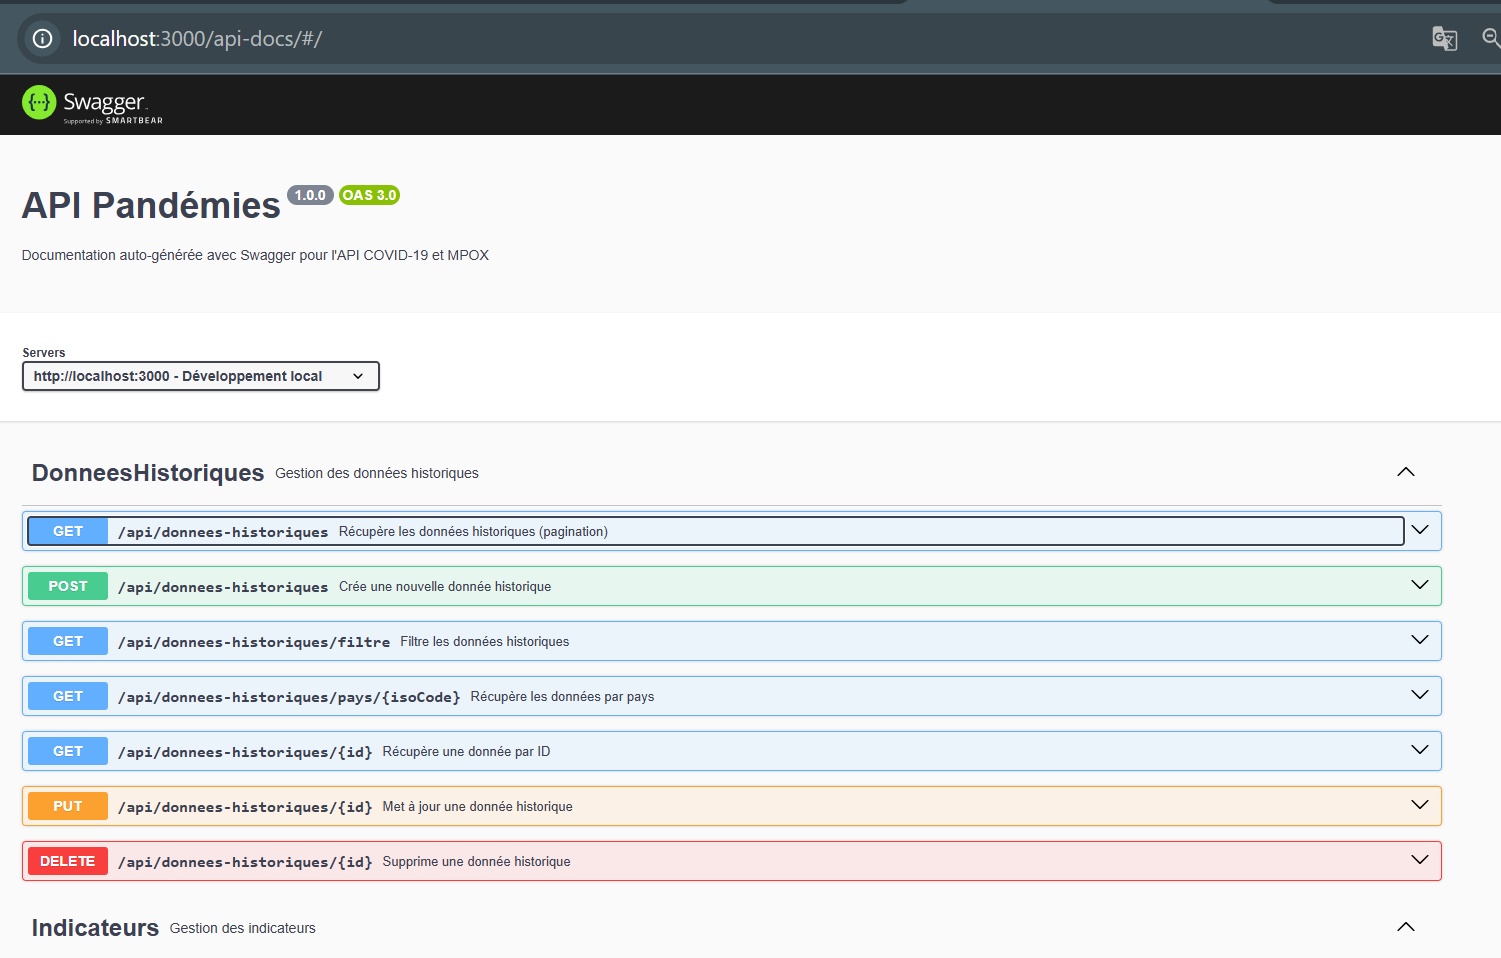 localhost:3000/api-docs/#/
Swagger
Supported by SMARTBEAR
API Pandémies 1.0.0 OAS 3.0
Documentation auto-générée avec Swagger pour l'API COVID-19 et MPOX
Servers
http://localhost:3000 - Développement local
DonneesHistoriques Gestion des données historiques
GET /api/donnees-historiques Récupère les données historiques (pagination)
POST /api/donnees-historiques Crée une nouvelle donnée historique
GET /api/donnees-historiques/filtre Filtre les données historiques
GET /api/donnees-historiques/pays/{isoCode} Récupère les données par pays
GET /api/donnees-historiques/{id} Récupère une donnée par ID
PUT /api/donnees-historiques/{id} Met à jour une donnée historique
DELETE /api/donnees-historiques/{id} Supprime une donnée historique
Indicateurs Gestion des indicateurs